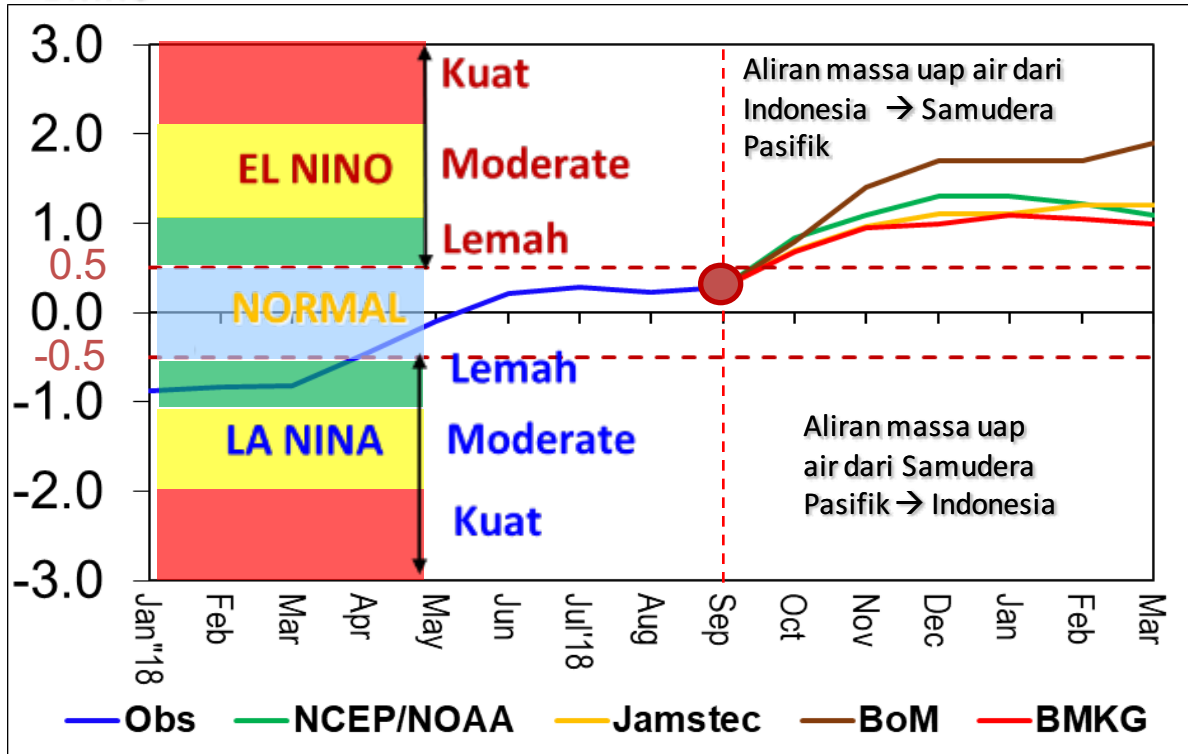 3.0
2.0
1.0
0.5
0.0
-0.5
-1.0
-2.0
-3.0
Kuat
EL NINO
Moderate
Lemah
NORMAL
Lemah
LA NINA
Moderate
Kuat
Aliran massa uap air dari
Indonesia → Samudera
Pasifik
Aliran massa uap
air dari Samudera
Pasifik → Indonesia
Jan"18
Feb
Mar
Apr
May
Jun
Jul'18
Aug
Sep
Oct
Nov
Dec
Jan
Feb
Mar
Obs
NCEP/NOAA
Jamstec
BoM
BMKG